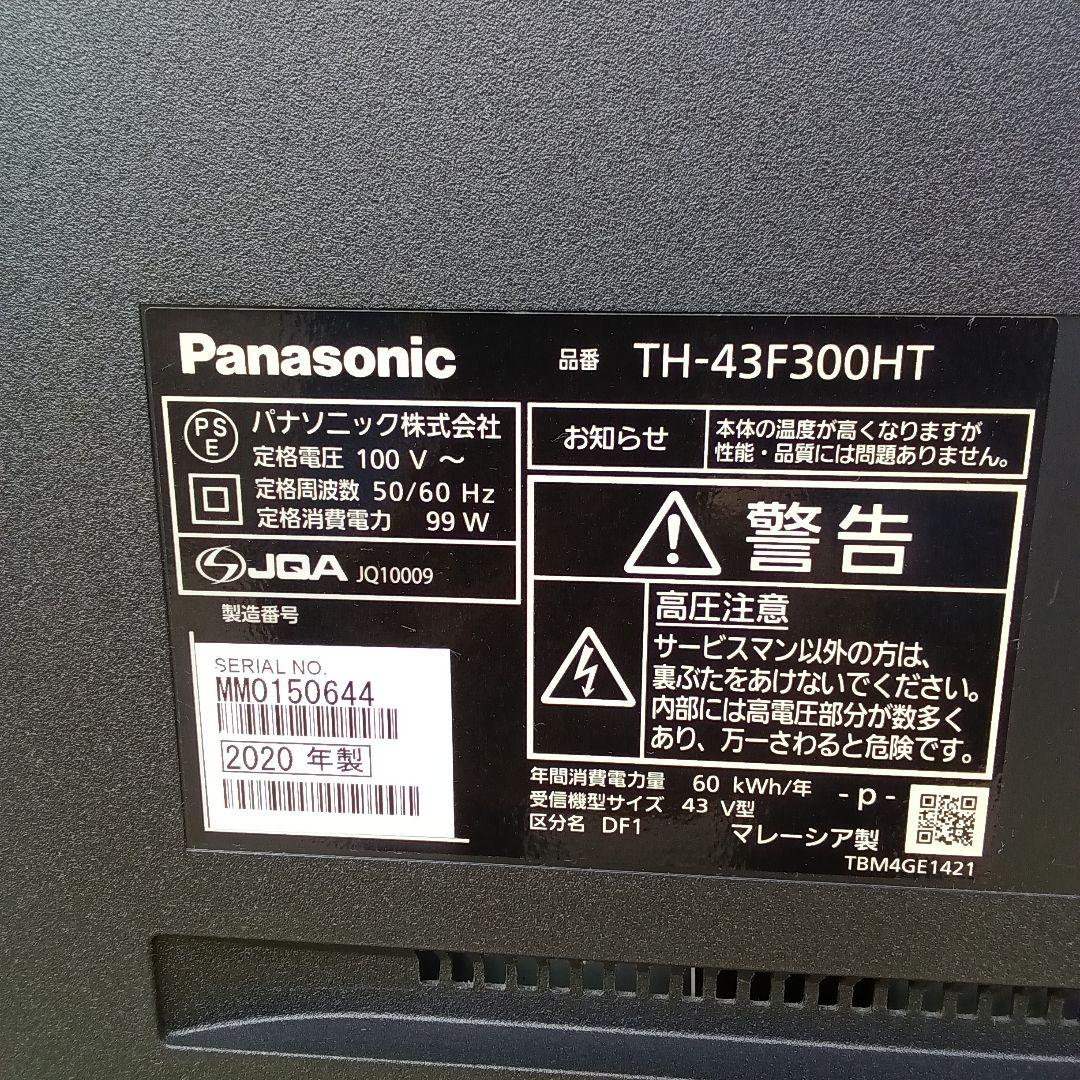 Panasonic
品番 TH-43F300HT
PS
E
パナソニック株式会社
定格電圧 100 V ～
定格周波数 50/60 Hz
定格消費電力 99 W
JQA JQ10009
製造番号
SERIAL NO.
MM0150644
2020 年製
お知らせ
本体の温度が高くなりますが
性能・品質には問題ありません。
警告
高圧注意
サービスマン以外の方は、
裏ぶたをあけないでください。
内部には高電圧部分が数多く
あり、万一さわると危険です。
年間消費電力量 60 kWh/年
受信機型サイズ 43 V型
区分名 DF1
- p -
マレーシア製
TBM4GE1421